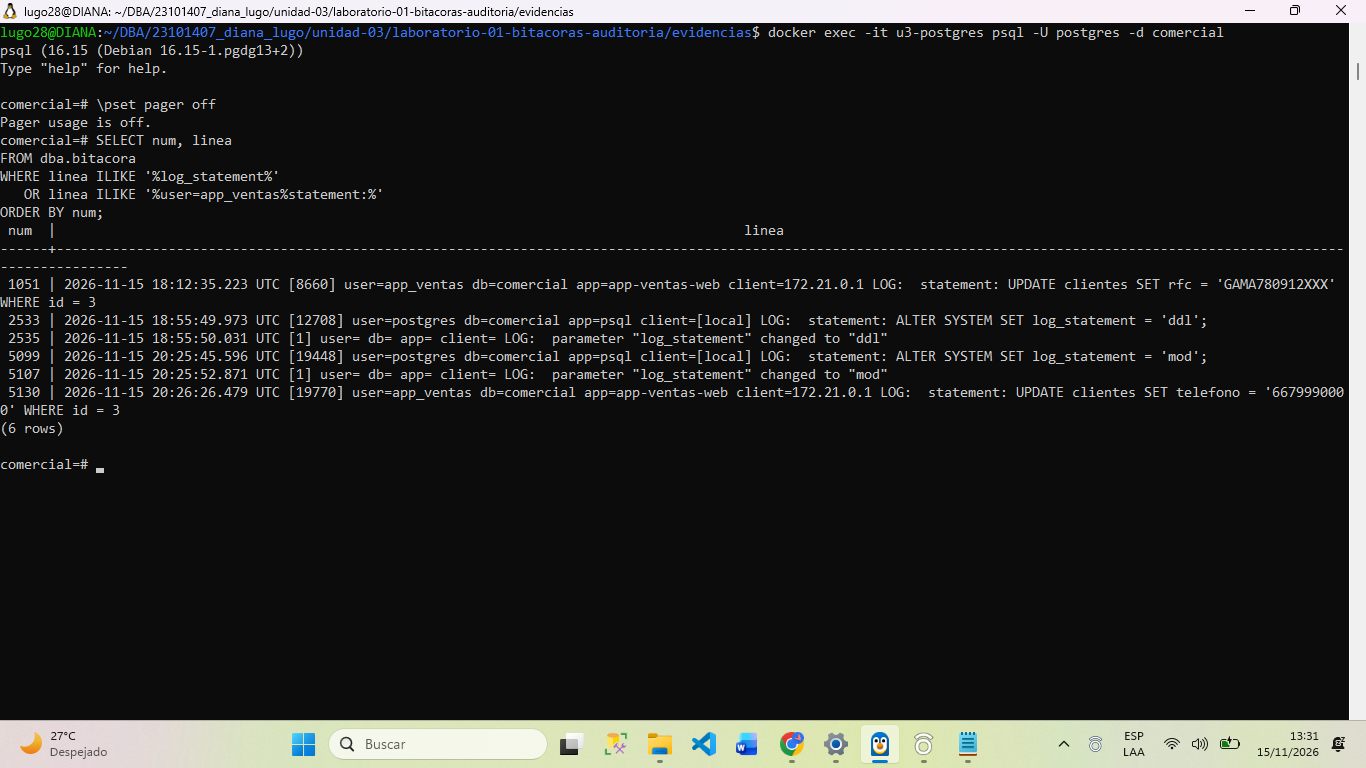 lugo28@DIANA: ~/DBA/23101407_diana_lugo/unidad-03/laboratorio-01-bitacoras-auditoria/evidencias
lugo28@DIANA:~/DBA/23101407_diana_lugo/unidad-03/laboratorio-01-bitacoras-auditoria/evidencias$ docker exec -it u3-postgres psql -U postgres -d comercial
psql (16.15 (Debian 16.15-1.pgdg13+2))
Type "help" for help.
comercial=# \pset pager off
Pager usage is off.
comercial=# SELECT num, linea
FROM dba.bitacora
WHERE linea ILIKE '%log_statement%'
   OR linea ILIKE '%user=app_ventas%statement:%'
ORDER BY num;
 num  |                                                                                      linea
------+-----------------------------------------------------------------------------------------------------------------------------------------------------------------
----------------
 1051 | 2026-11-15 18:12:35.223 UTC [8660] user=app_ventas db=comercial app=app-ventas-web client=172.21.0.1 LOG:  statement: UPDATE clientes SET rfc = 'GAMA780912XXX'
WHERE id = 3
 2533 | 2026-11-15 18:55:49.973 UTC [12708] user=postgres db=comercial app=psql client=[local] LOG:  statement: ALTER SYSTEM SET log_statement = 'ddl';
 2535 | 2026-11-15 18:55:50.031 UTC [1] user= db= app= client= LOG:  parameter "log_statement" changed to "ddl"
 5099 | 2026-11-15 20:25:45.596 UTC [19448] user=postgres db=comercial app=psql client=[local] LOG:  statement: ALTER SYSTEM SET log_statement = 'mod';
 5107 | 2026-11-15 20:25:52.871 UTC [1] user= db= app= client= LOG:  parameter "log_statement" changed to "mod"
 5130 | 2026-11-15 20:26:26.479 UTC [19770] user=app_ventas db=comercial app=app-ventas-web client=172.21.0.1 LOG:  statement: UPDATE clientes SET telefono = '667999000
0' WHERE id = 3
(6 rows)
comercial=#
27°C
Despejado
Buscar
ESP
LAA
13:31
15/11/2026